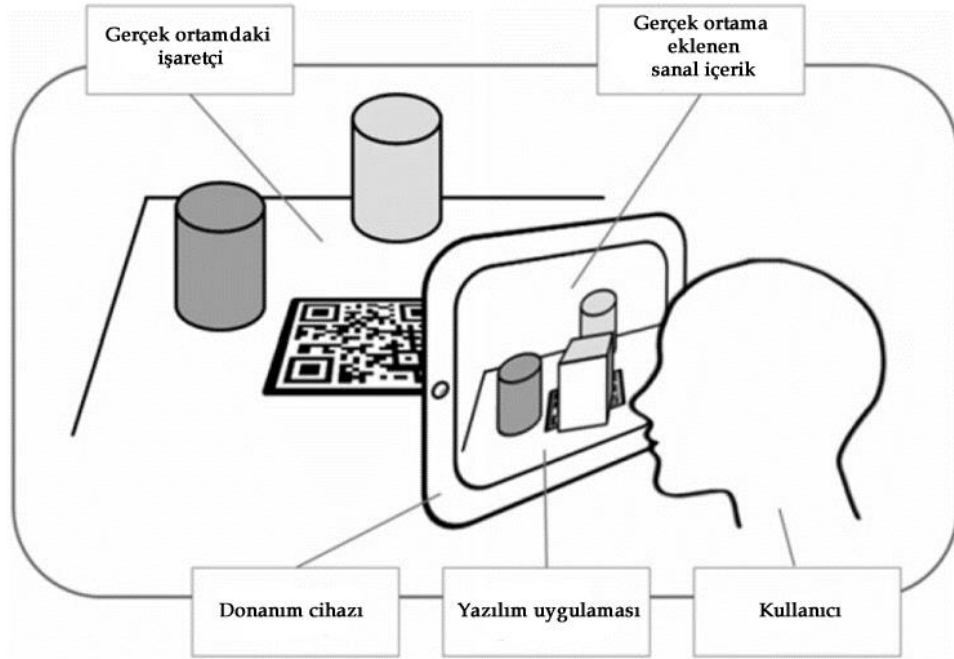 Gerçek ortamdaki
işaretçi
Gerçek ortama
eklenen
sanal içerik
Donanım cihazı
Yazılım uygulaması
Kullanıcı